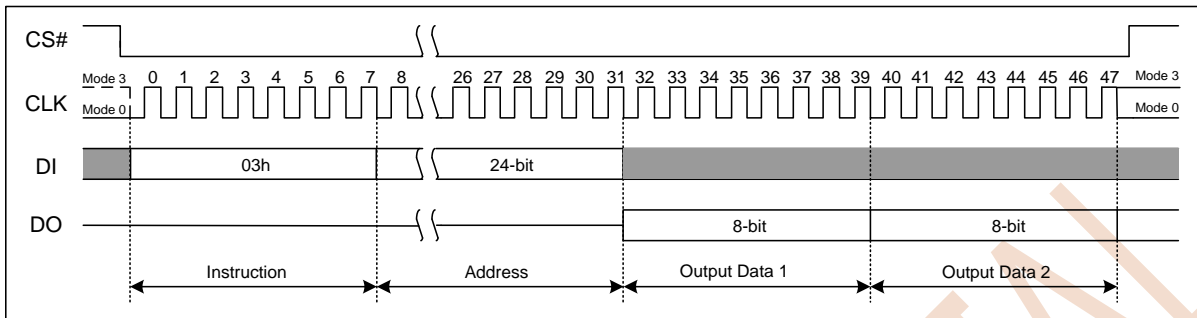 CS#
Mode 3 0 1 2 3 4 5 6 7 8 26 27 28 29 30 31 32 33 34 35 36 37 38 39 40 41 42 43 44 45 46 47 Mode 3
CLK
Mode 0 Mode 0
DI 03h 24-bit
DO 8-bit 8-bit
Instruction Address Output Data 1 Output Data 2